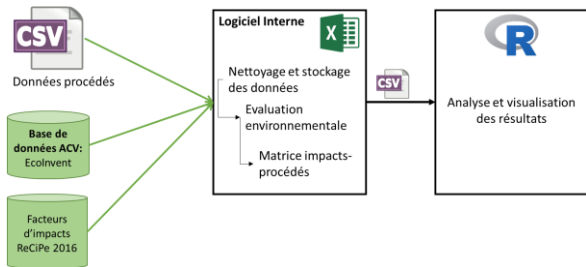 CSV
Données procédés
Base de
données ACV:
EcoInvent
Facteurs
d'impacts
ReCiPe 2016
Logiciel Interne
X
Nettoyage et stockage
des données
Evaluation
environnementale
Matrice impacts-
procédés
CSV
R
Analyse et visualisation
des résultats